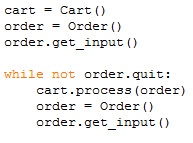 cart = Cart()
order = Order()
order.get_input()

while not order.quit:
    cart.process(order)
    order = Order()
    order.get_input()